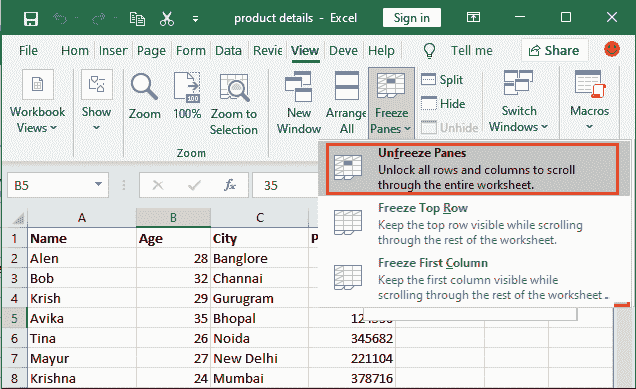 product details - Excel
Sign in
File Hom Inser Page Form Data Revie View Deve Help Tell me Share
Workbook Views
Show
Zoom
100%
Zoom to Selection
Zoom
New Window
Arrange All
Freeze Panes
Split
Hide
Unhide
Switch Windows
Macros
Unfreeze Panes
Unlock all rows and columns to scroll
through the entire worksheet.
Freeze Top Row
Keep the top row visible while scrolling
through the rest of the worksheet.
Freeze First Column
Keep the first column visible while
scrolling through the rest of the worksheet.
B5 fx 35
A B C
1 Name Age City P
2 Alen 28 Banglore
3 Bob 32 Channai
4 Krish 29 Gurugram
5 Avika 35 Bhopal
6 Tina 26 Noida 345682
7 Mayur 27 New Delhi 221104
8 Krishna 24 Mumbai 378716